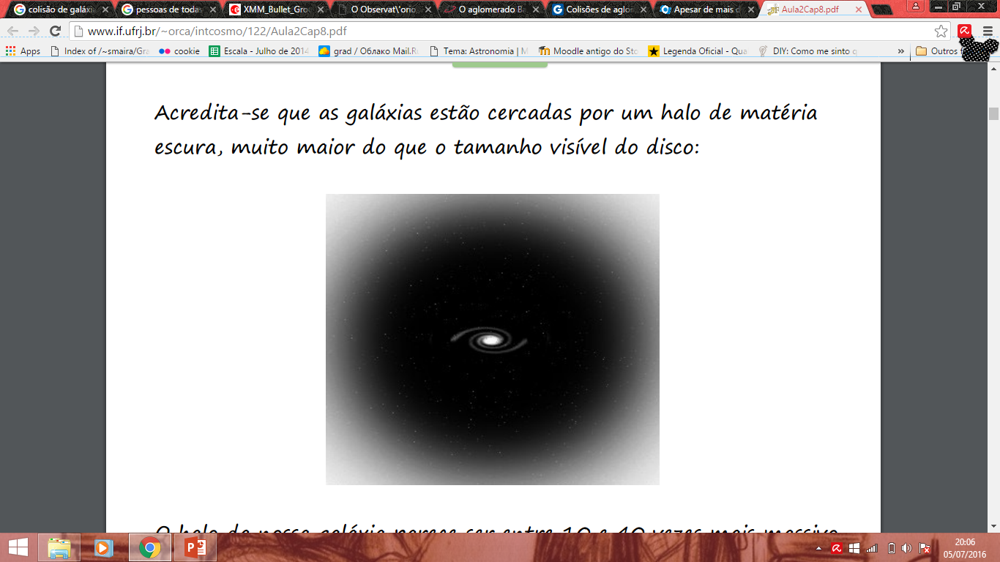 colisão de galáxi
pessoas de todas
XMM_Bullet_Gro
O Observat\'orio
O aglomerado B
Colisões de aglo
Apesar de mais d
Aula2Cap8.pdf
www.if.ufrj.br/~orca/intcosmo/122/Aula2Cap8.pdf
Apps
Index of /~smaira/Gra
cookie
Escala - Julho de 2014
grad / Облако Mail.R
Tema: Astronomia | M
Moodle antigo do Sto
Legenda Oficial - Qua
DIY: Como me sinto q
»
Outros f
Acredita-se que as galáxias estão cercadas por um halo de matéria
escura, muito maior do que o tamanho visível do disco:
O halo da nossa galáxia parece ser entre 10 e 40 vezes mais massivo
20:06
05/07/2016